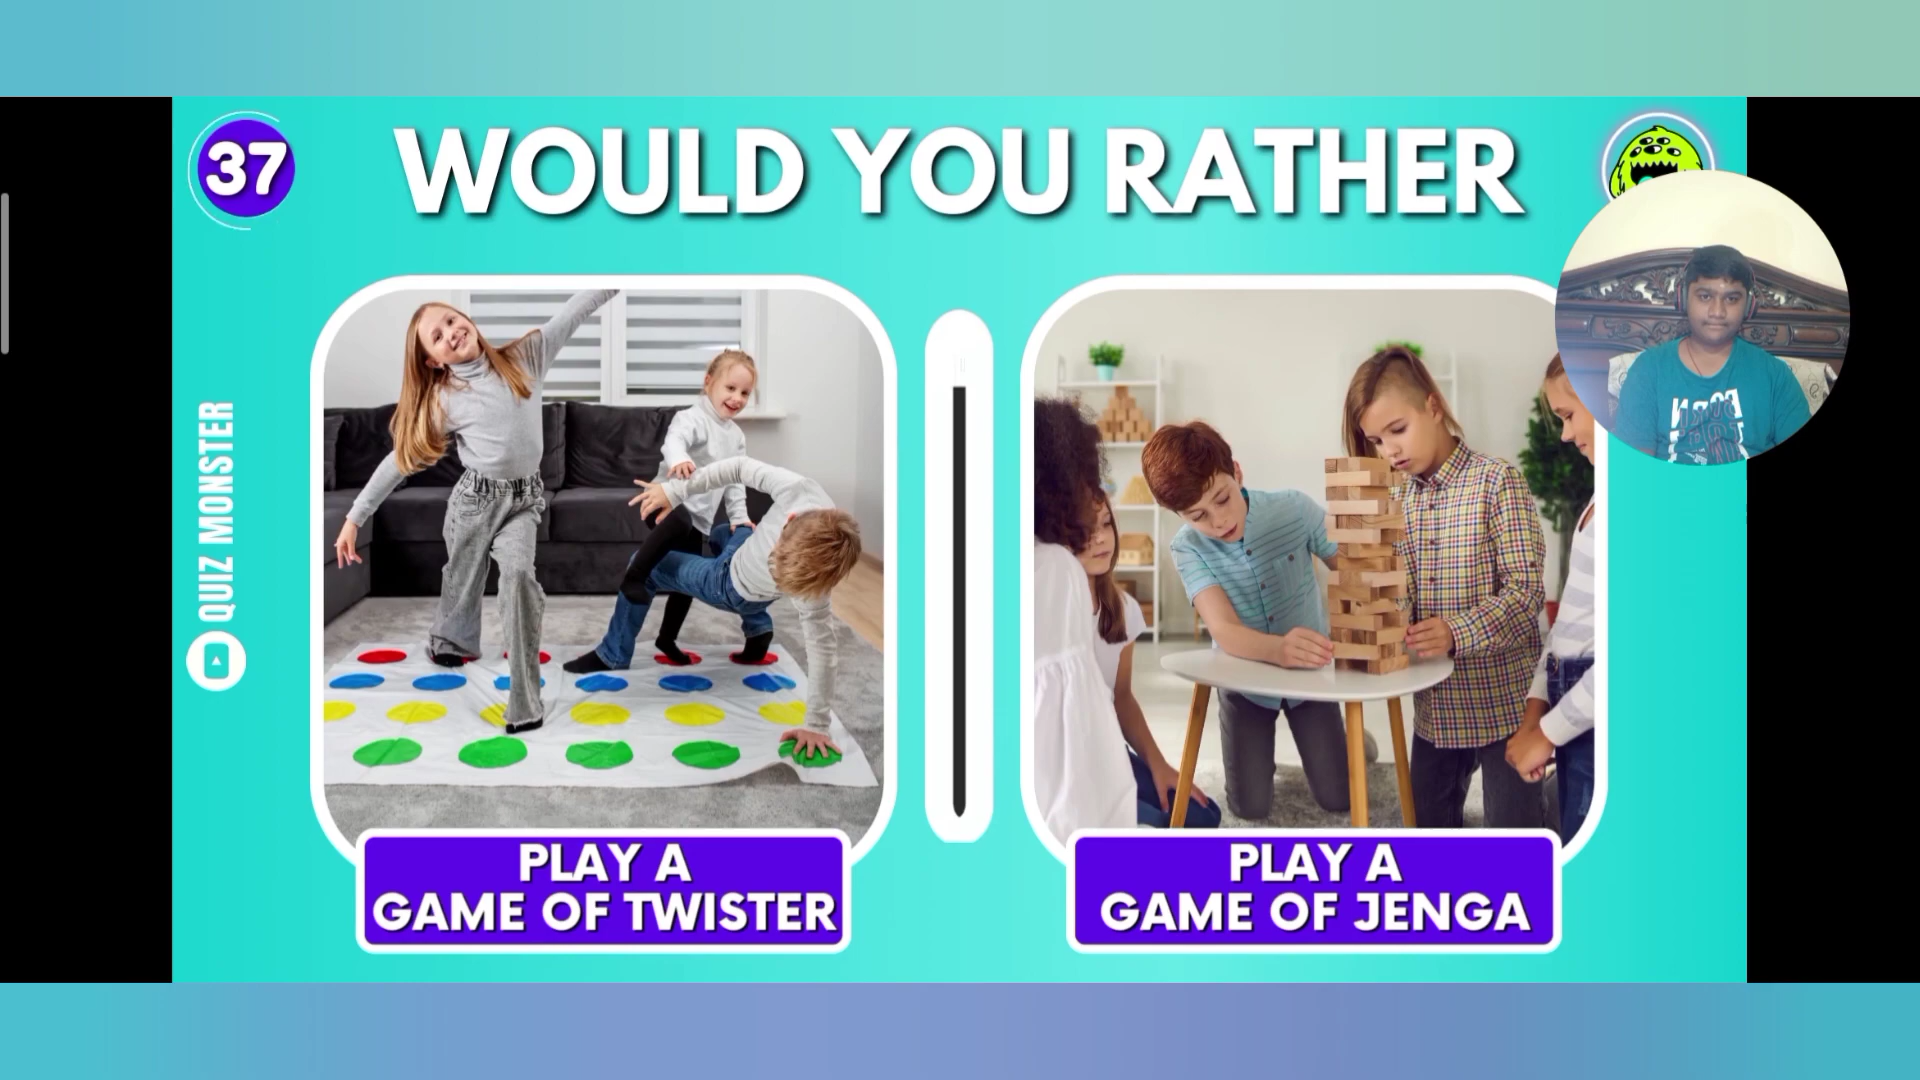 37
WOULD YOU RATHER
QUIZ MONSTER
PLAY A
GAME OF TWISTER
PLAY A
GAME OF JENGA